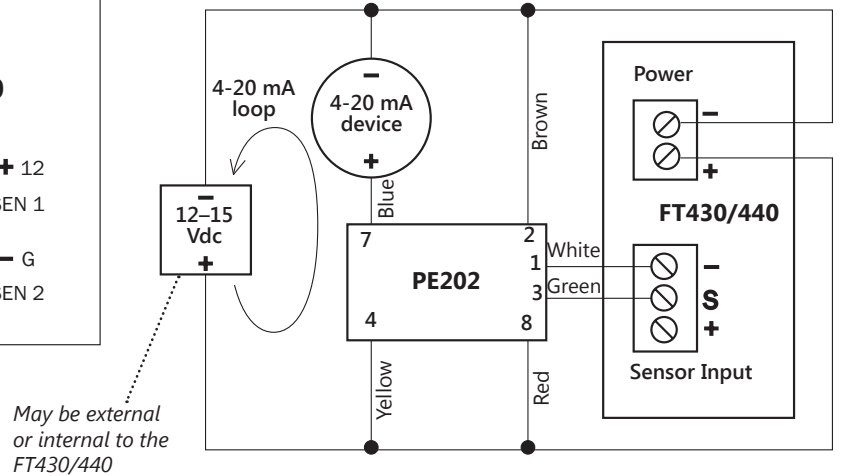 + 12
EN 1
– G
EN 2
4-20 mA
loop
– 
4-20 mA
device
+
Blue
Brown
–
12–15
Vdc
+
7
2
1
3
4
8
PE202
White
Green
Yellow
Red
Power
–
+
FT430/440
–
S
+
Sensor Input
May be external
or internal to the
FT430/440